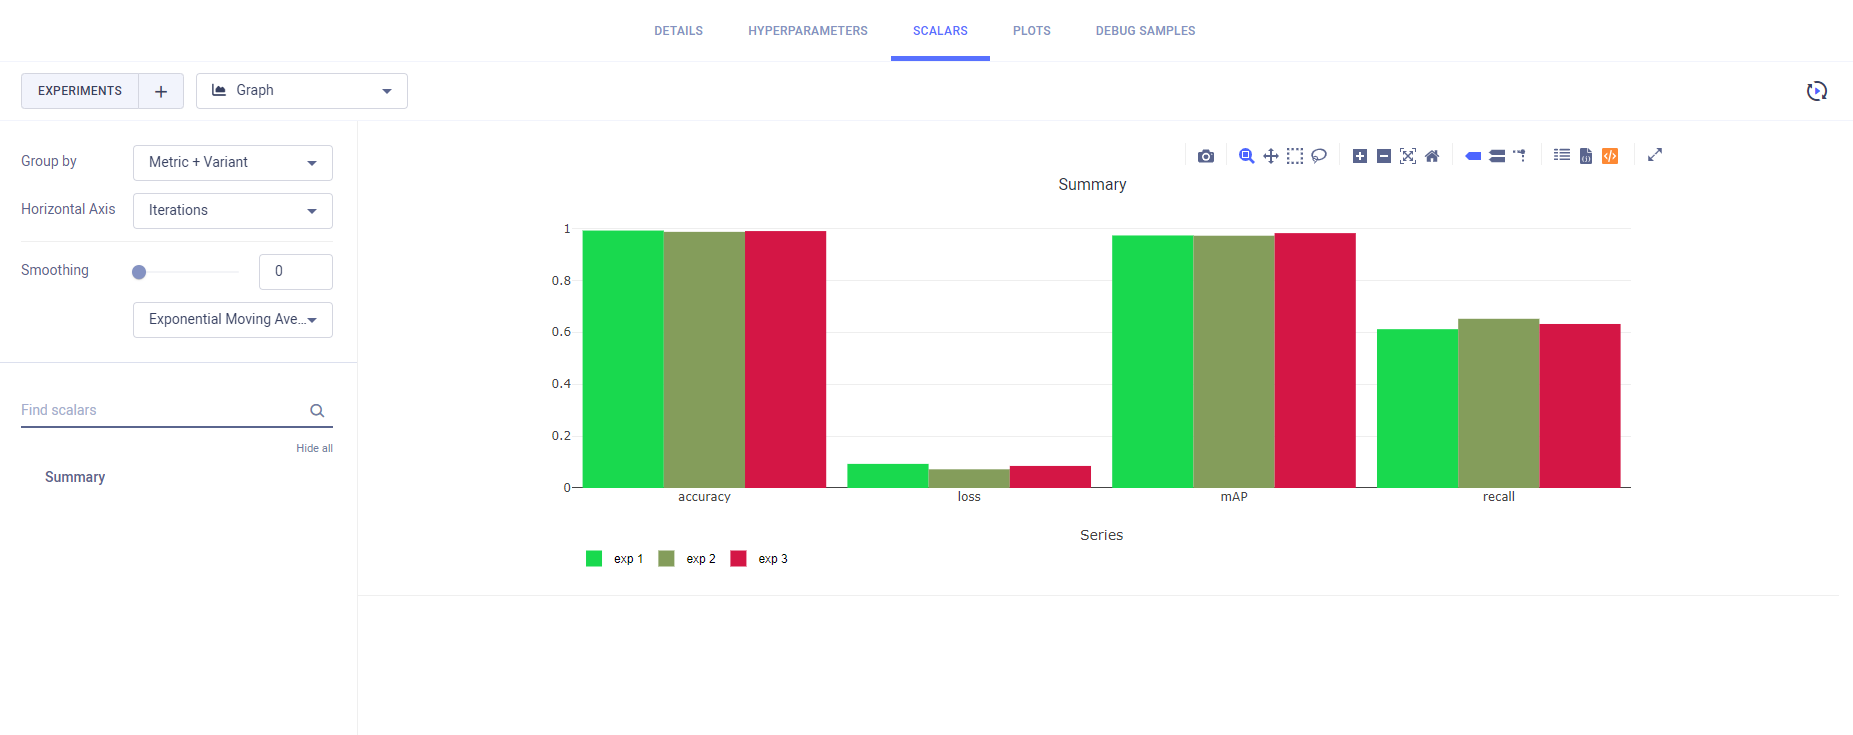 DETAILS HYPERPARAMETERS SCALARS PLOTS DEBUG SAMPLES
EXPERIMENTS + Graph
Group by Metric + Variant
Horizontal Axis Iterations
Smoothing 0
Exponential Moving Ave...
Find scalars
Hide all
Summary
Summary
1
0.8
0.6
0.4
0.2
0
accuracy loss mAP recall
Series
exp 1 exp 2 exp 3